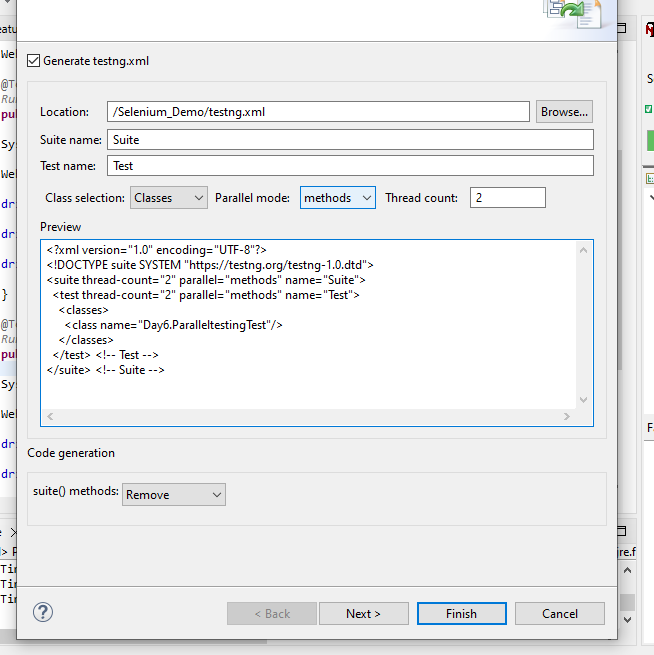 Generate testng.xml
Location: /Selenium_Demo/testng.xml Browse...
Suite name: Suite
Test name: Test
Class selection: Classes Parallel mode: methods Thread count: 2
Preview
<?xml version="1.0" encoding="UTF-8"?>
<!DOCTYPE suite SYSTEM "https://testng.org/testng-1.0.dtd">
<suite thread-count="2" parallel="methods" name="Suite">
<test thread-count="2" parallel="methods" name="Test">
<classes>
<class name="Day6.ParalleltestingTest"/>
</classes>
</test> <!-- Test -->
</suite> <!-- Suite -->
Code generation
suite() methods: Remove
< Back Next > Finish Cancel